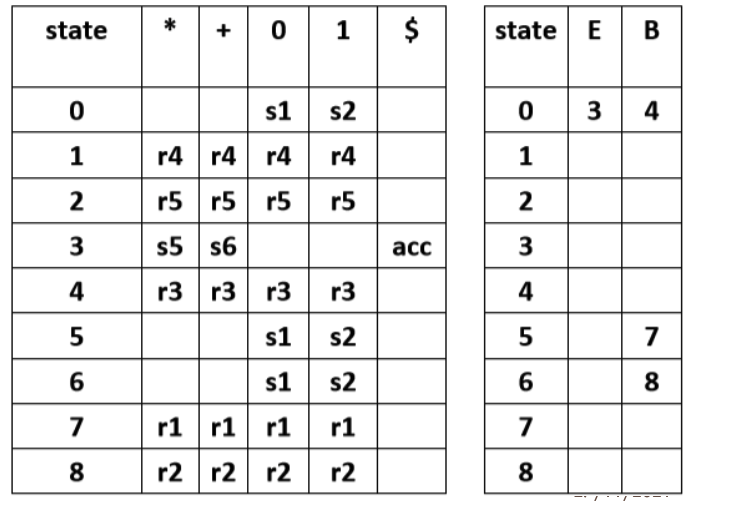 state * + 0 1 $ state E B
0 s1 s2 0 3 4
1 r4 r4 r4 r4 1
2 r5 r5 r5 r5 2
3 s5 s6 acc 3
4 r3 r3 r3 r3 4
5 s1 s2 5 7
6 s1 s2 6 8
7 r1 r1 r1 r1 7
8 r2 r2 r2 r2 8